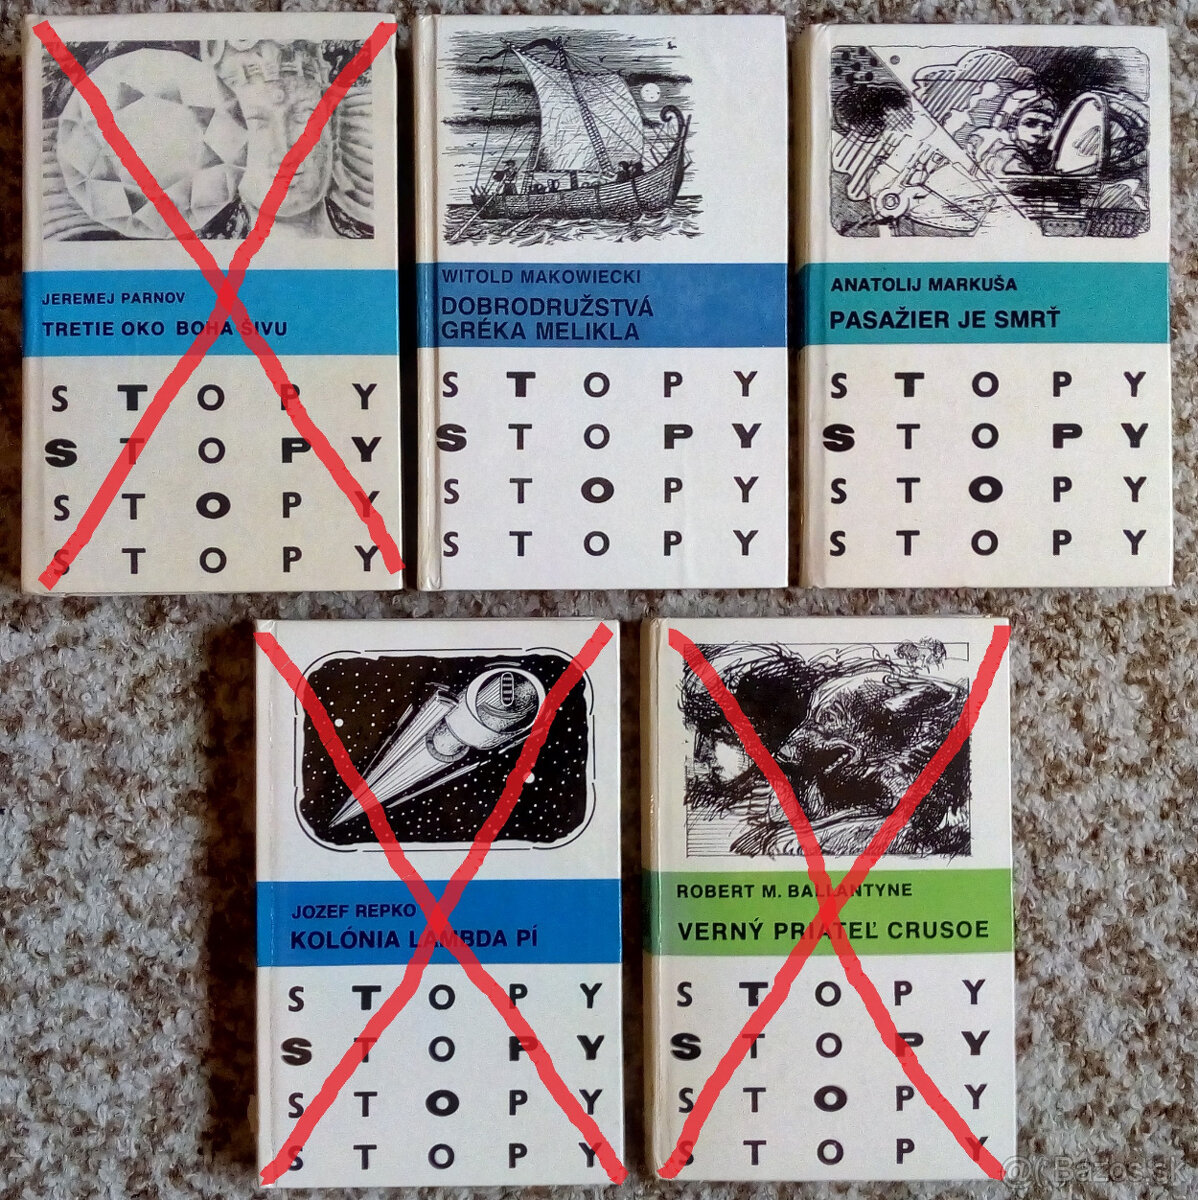 JEREMEJ PARNOV
TRETIE OKO BOHA ŠIVU
S T O P Y
S T O P Y
S T O P Y
S T O P Y
WITOLD MAKOWIECKI
DOBRODRUŽSTVÁ
GRÉKA MELIKLA
S T O P Y
S T O P Y
S T O P Y
S T O P Y
ANATOLIJ MARKUŠA
PASAŽIER JE SMRŤ
S T O P Y
S T O P Y
S T O P Y
S T O P Y
JOZEF REPKO
KOLÓNIA LAMBDA PÍ
S T O P Y
S T O P Y
S T O P Y
S T O P Y
ROBERT M. BALLANTYNE
VERNÝ PRIATEĽ CRUSOE
S T O P Y
S T O P Y
S T O P Y
S T O P Y
@Bazos.sk